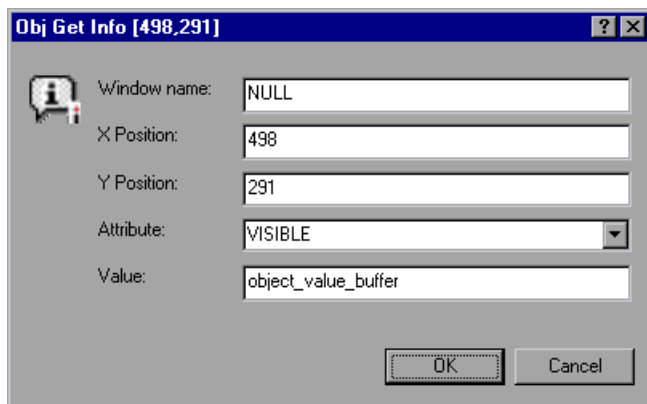 Obj Get Info [498,291]
Window name: NULL
X Position: 498
Y Position: 291
Attribute: VISIBLE
Value: object_value_buffer
OK Cancel